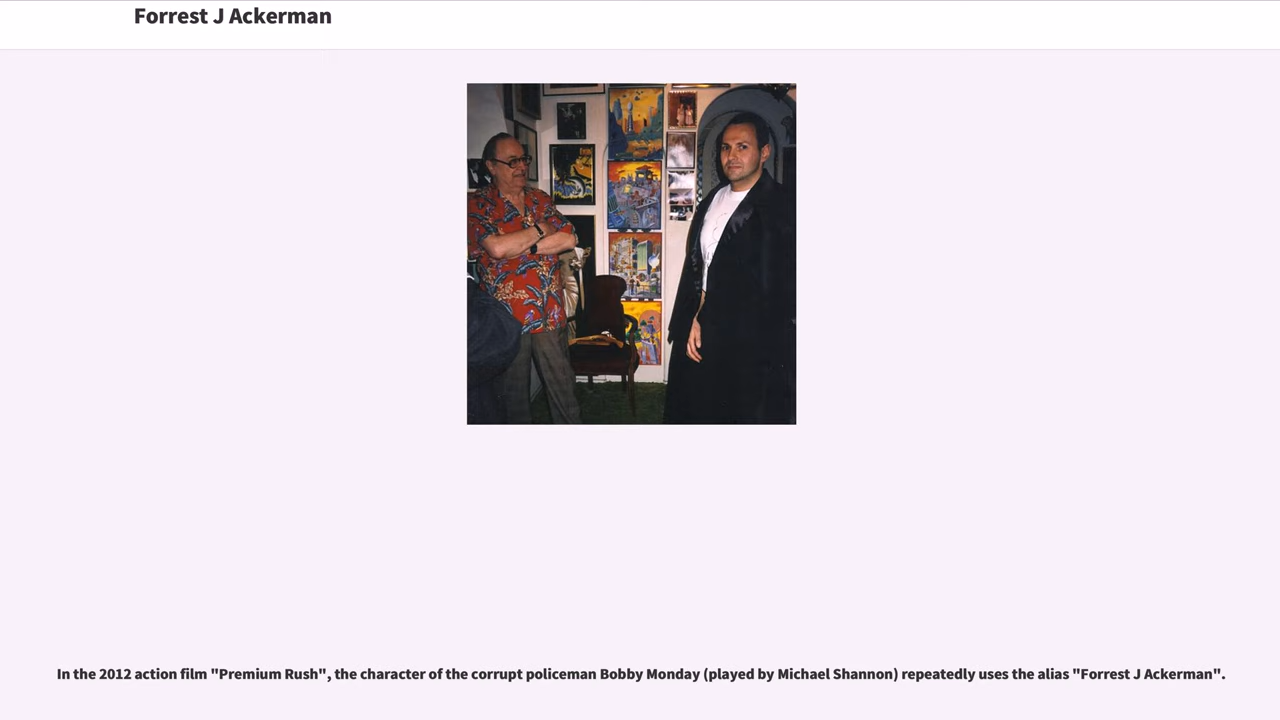 Forrest J Ackerman
In the 2012 action film "Premium Rush", the character of the corrupt policeman Bobby Monday (played by Michael Shannon) repeatedly uses the alias "Forrest J Ackerman".